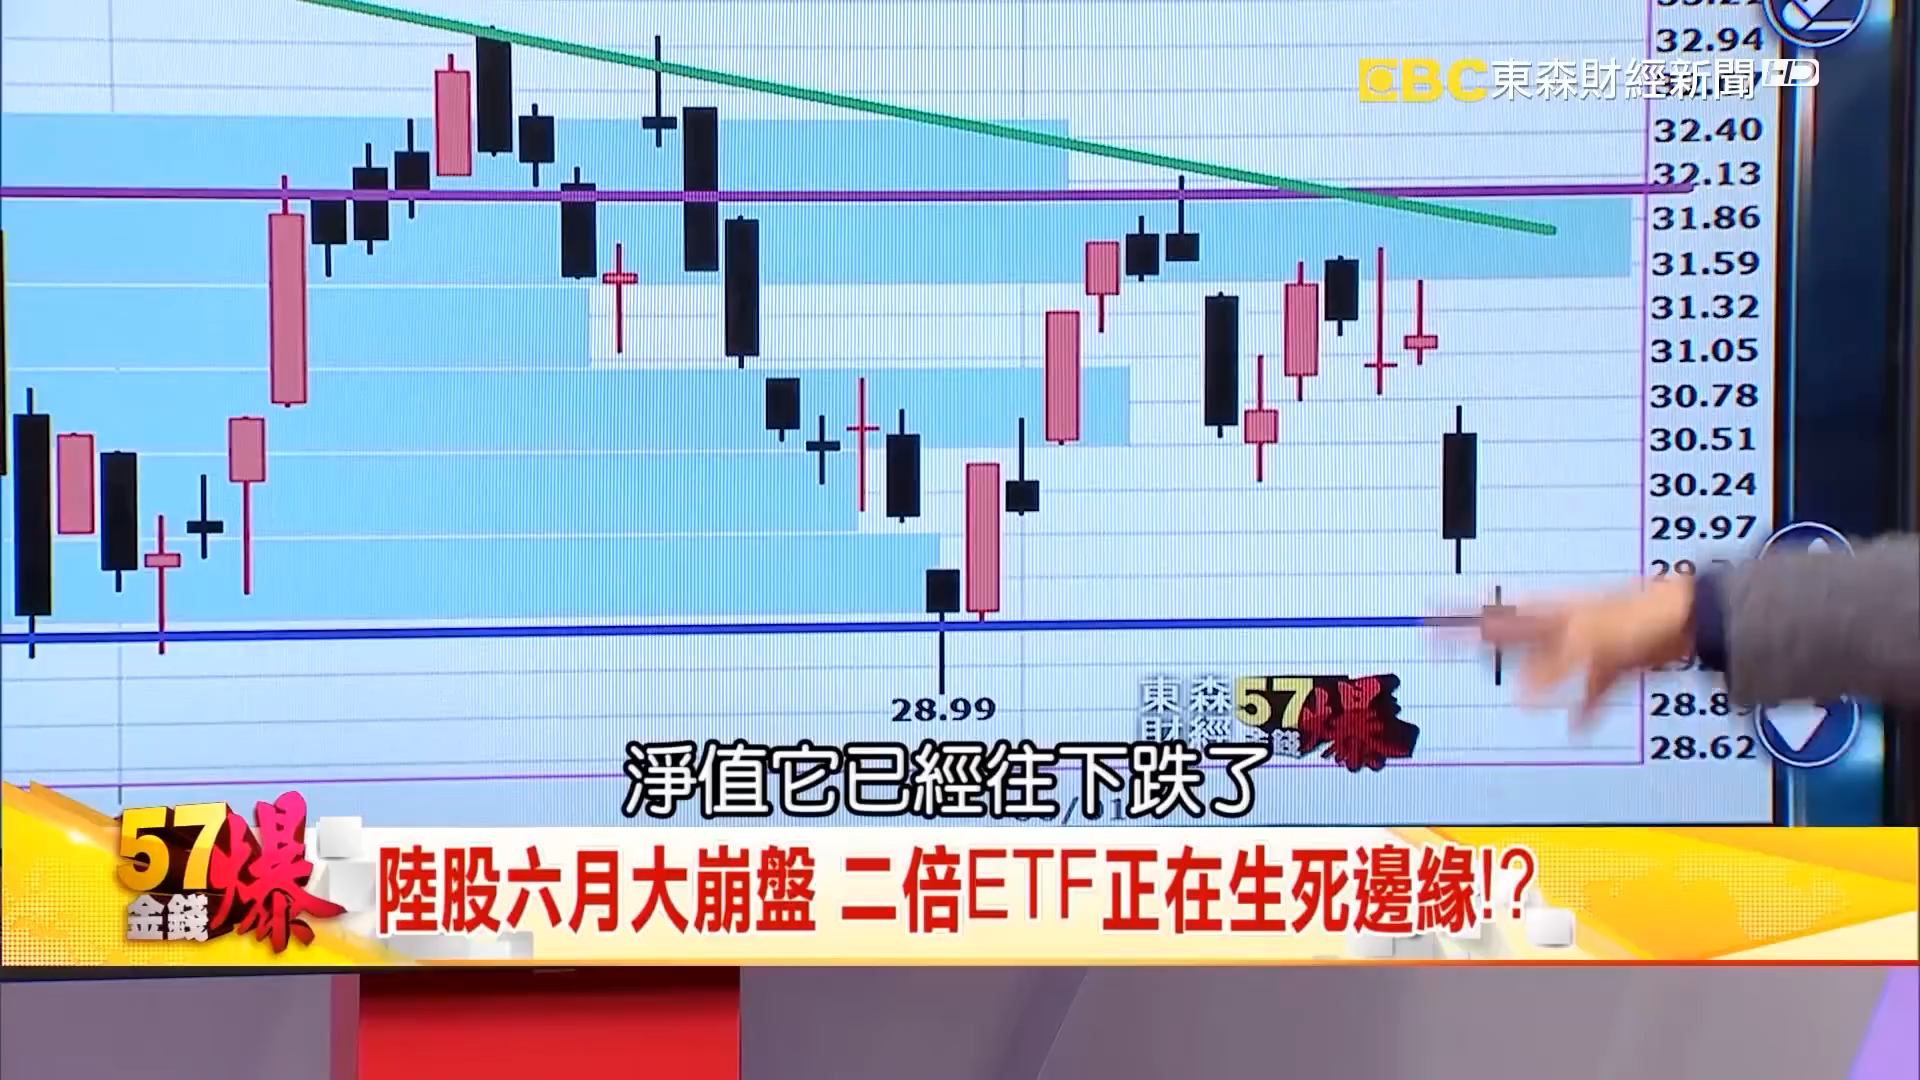 32.94
EBC東森財經新聞HD
32.40
32.13
31.86
31.59
31.32
31.05
30.78
30.51
30.24
29.97
28.99
28.62
東森財經
57
金錢
爆
淨值它已經往下跌了
57
金錢
爆
陸股六月大崩盤 二倍ETF正在生死邊緣!?